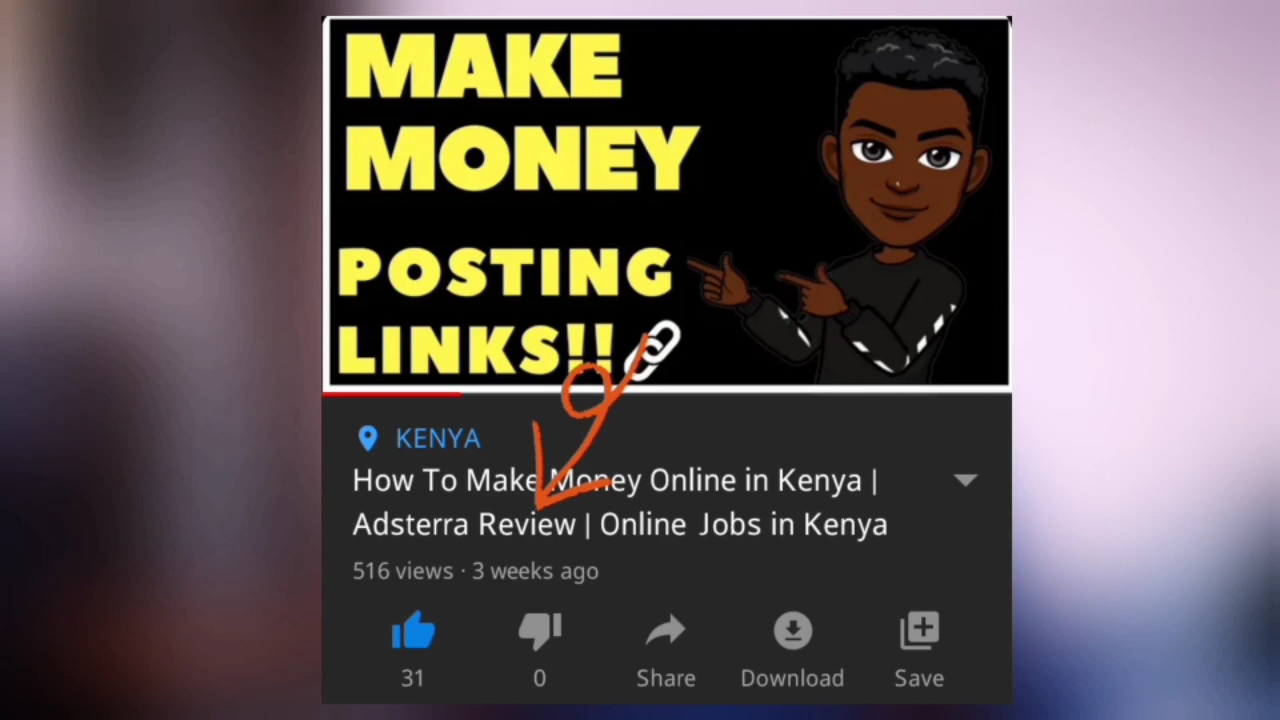 MAKE
MONEY
POSTING
LINKS!!
KENYA
How To Make Money Online in Kenya |
Adsterra Review | Online Jobs in Kenya
516 views · 3 weeks ago
31
0
Share
Download
Save